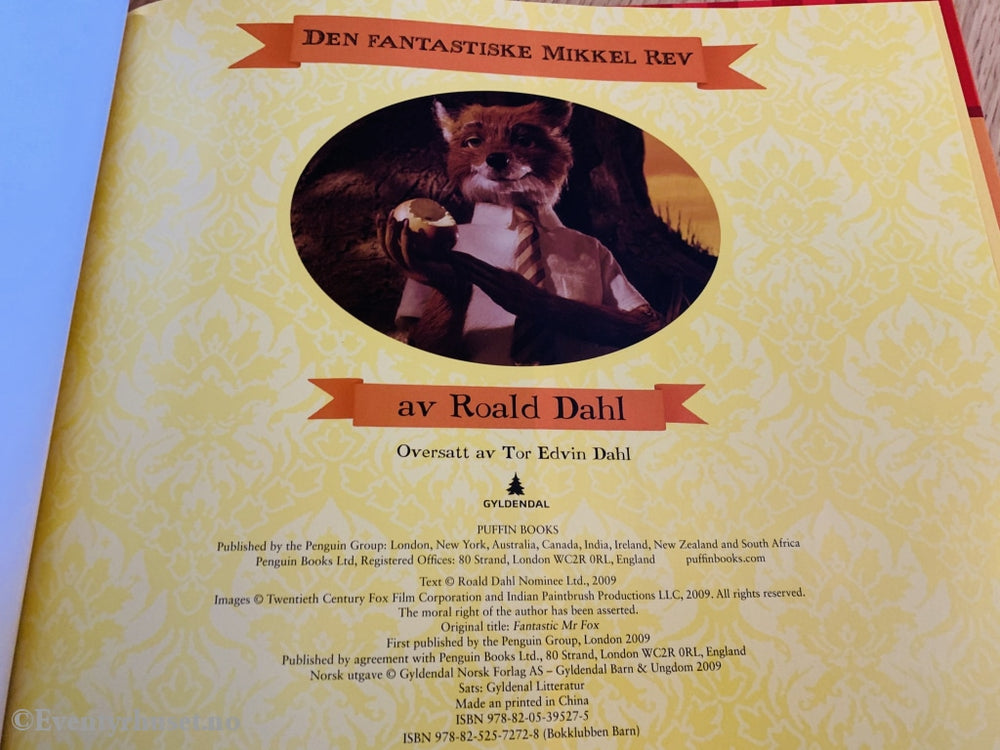 Den fantastiske Mikkel Rev
av Roald Dahl
Oversatt av Tor Edvin Dahl
GYLDENDAL
PUFFIN BOOKS
Published by the Penguin Group: London, New York, Australia, Canada, India, Ireland, New Zealand and South Africa
Penguin Books Ltd, Registered Offices: 80 Strand, London WC2R 0RL, England puffinbooks.com
Text © Roald Dahl Nominee Ltd., 2009
Images © Twentieth Century Fox Film Corporation and Indian Paintbrush Productions LLC, 2009. All rights reserved.
The moral right of the author has been asserted.
Original title: Fantastic Mr Fox
First published by the Penguin Group, London 2009
Published by agreement with Penguin Books Ltd., 80 Strand, London WC2R 0RL, England
Norsk utgave © Gyldendal Norsk Forlag AS – Gyldendal Barn & Ungdom 2009
Sats: Gyldenal Litteratur
Made an printed in China
ISBN 978-82-05-39527-5
ISBN 978-82-525-7272-8 (Bokklubben Barn)
©Eventyrhuset.no